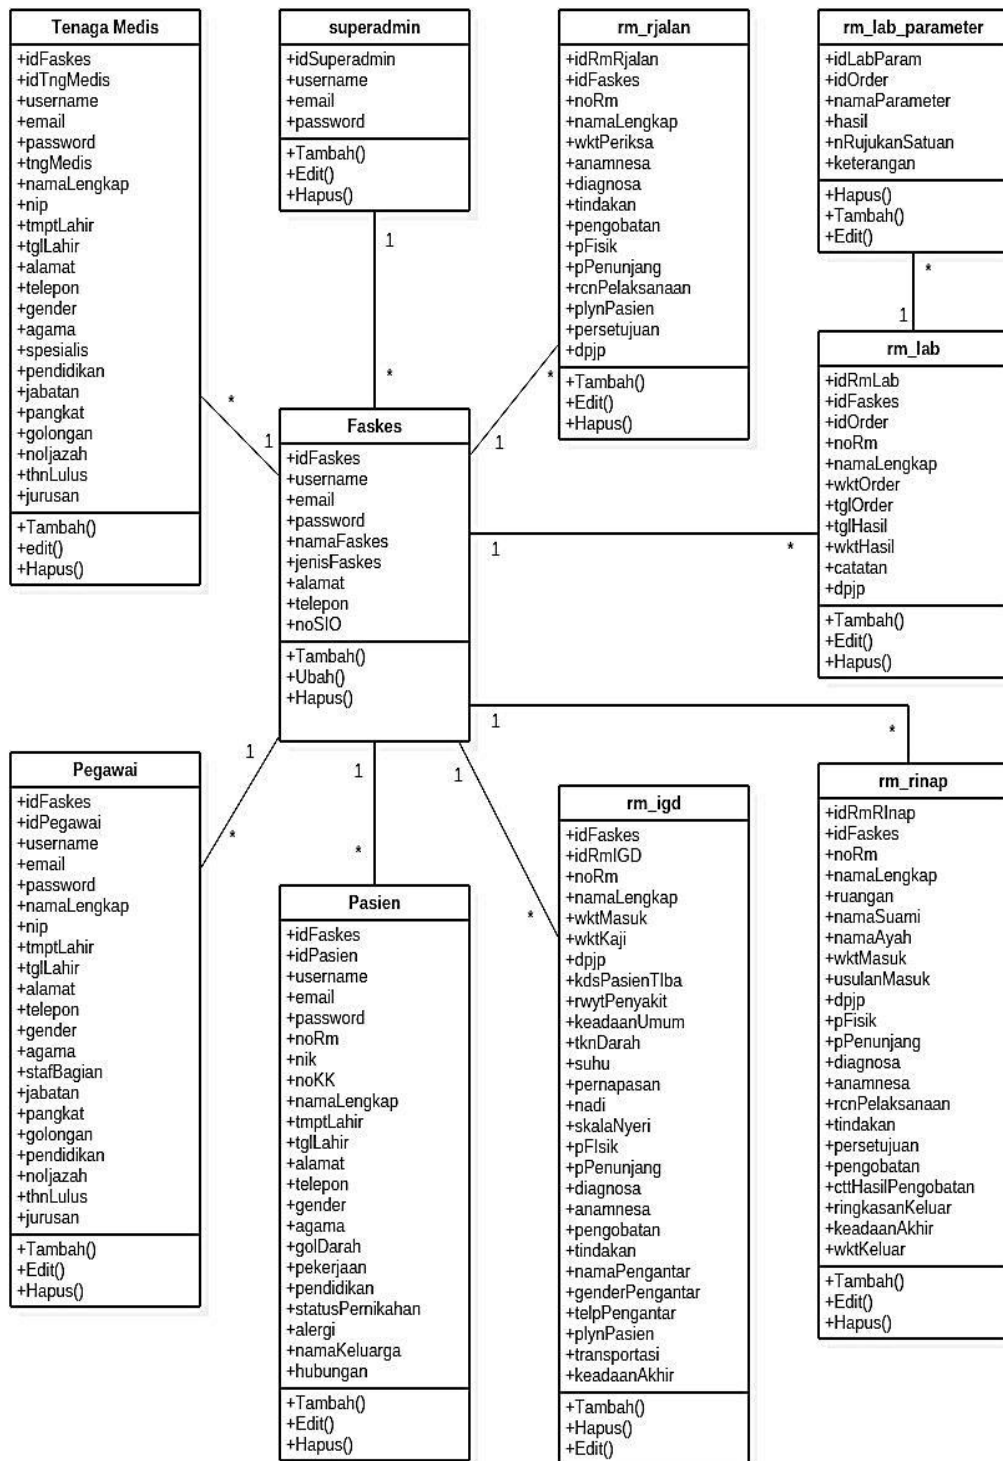 Tenaga Medis
+idFaskes
+idTngMedis
+username
+email
+password
+tngMedis
+namaLengkap
+nip
+tmptLahir
+tglLahir
+alamat
+telepon
+gender
+agama
+spesialis
+pendidikan
+jabatan
+pangkat
+golongan
+noIjazah
+thnLulus
+jurusan
+Tambah()
+edit()
+Hapus()
superadmin
+idSuperadmin
+username
+email
+password
+Tambah()
+Edit()
+Hapus()
1
*
rm_rjalan
+idRmRjalan
+idFaskes
+noRm
+namaLengkap
+wktPeriksa
+anamnesa
+diagnosa
+tindakan
+pengobatan
+pFisik
+pPenunjang
+rcnPelaksanaan
+plynPasien
+persetujuan
+dpjp
+Tambah()
+Edit()
+Hapus()
*
1
rm_lab_parameter
+idLabParam
+idOrder
+namaParameter
+hasil
+nRujukanSatuan
+keterangan
+Hapus()
+Tambah()
+Edit()
*
1
rm_lab
+idRmLab
+idFaskes
+idOrder
+noRm
+namaLengkap
+wktOrder
+tglOrder
+tglHasil
+wktHasil
+catatan
+dpjp
+Tambah()
+Edit()
+Hapus()
*
1
Faskes
+idFaskes
+username
+email
+password
+namaFaskes
+jenisFaskes
+alamat
+telepon
+noSIO
+Tambah()
+Ubah()
+Hapus()
1
*
1
*
Pegawai
+idFaskes
+idPegawai
+username
+email
+password
+namaLengkap
+nip
+tmptLahir
+tglLahir
+alamat
+telepon
+gender
+agama
+stafBagian
+jabatan
+pangkat
+golongan
+pendidikan
+noIjazah
+thnLulus
+jurusan
+Tambah()
+Edit()
+Hapus()
1
*
Pasien
+idFaskes
+idPasien
+username
+email
+password
+noRm
+nik
+noKK
+namaLengkap
+tmptLahir
+tglLahir
+alamat
+telepon
+gender
+agama
+golDarah
+pekerjaan
+pendidikan
+statusPernikahan
+alergi
+namaKeluarga
+hubungan
+Tambah()
+Edit()
+Hapus()
1
*
rm_igd
+idFaskes
+idRmIGD
+noRm
+namaLengkap
+wktMasuk
+wktKaji
+dpjp
+kdsPasienTIba
+rwytPenyakit
+keadaanUmum
+tknDarah
+suhu
+pernapasan
+nadi
+skalaNyeri
+pFIsik
+pPenunjang
+diagnosa
+anamnesa
+pengobatan
+tindakan
+namaPengantar
+genderPengantar
+telpPengantar
+plynPasien
+transportasi
+keadaanAkhir
+Tambah()
+Hapus()
+Edit()
1
*
rm_rinap
+idRmRInap
+idFaskes
+noRm
+namaLengkap
+ruangan
+namaSuami
+namaAyah
+wktMasuk
+usulanMasuk
+dpjp
+pFisik
+pPenunjang
+diagnosa
+anamnesa
+rcnPelaksanaan
+tindakan
+persetujuan
+pengobatan
+cttHasilPengobatan
+ringkasanKeluar
+keadaanAkhir
+wktKeluar
+Tambah()
+Edit()
+Hapus()